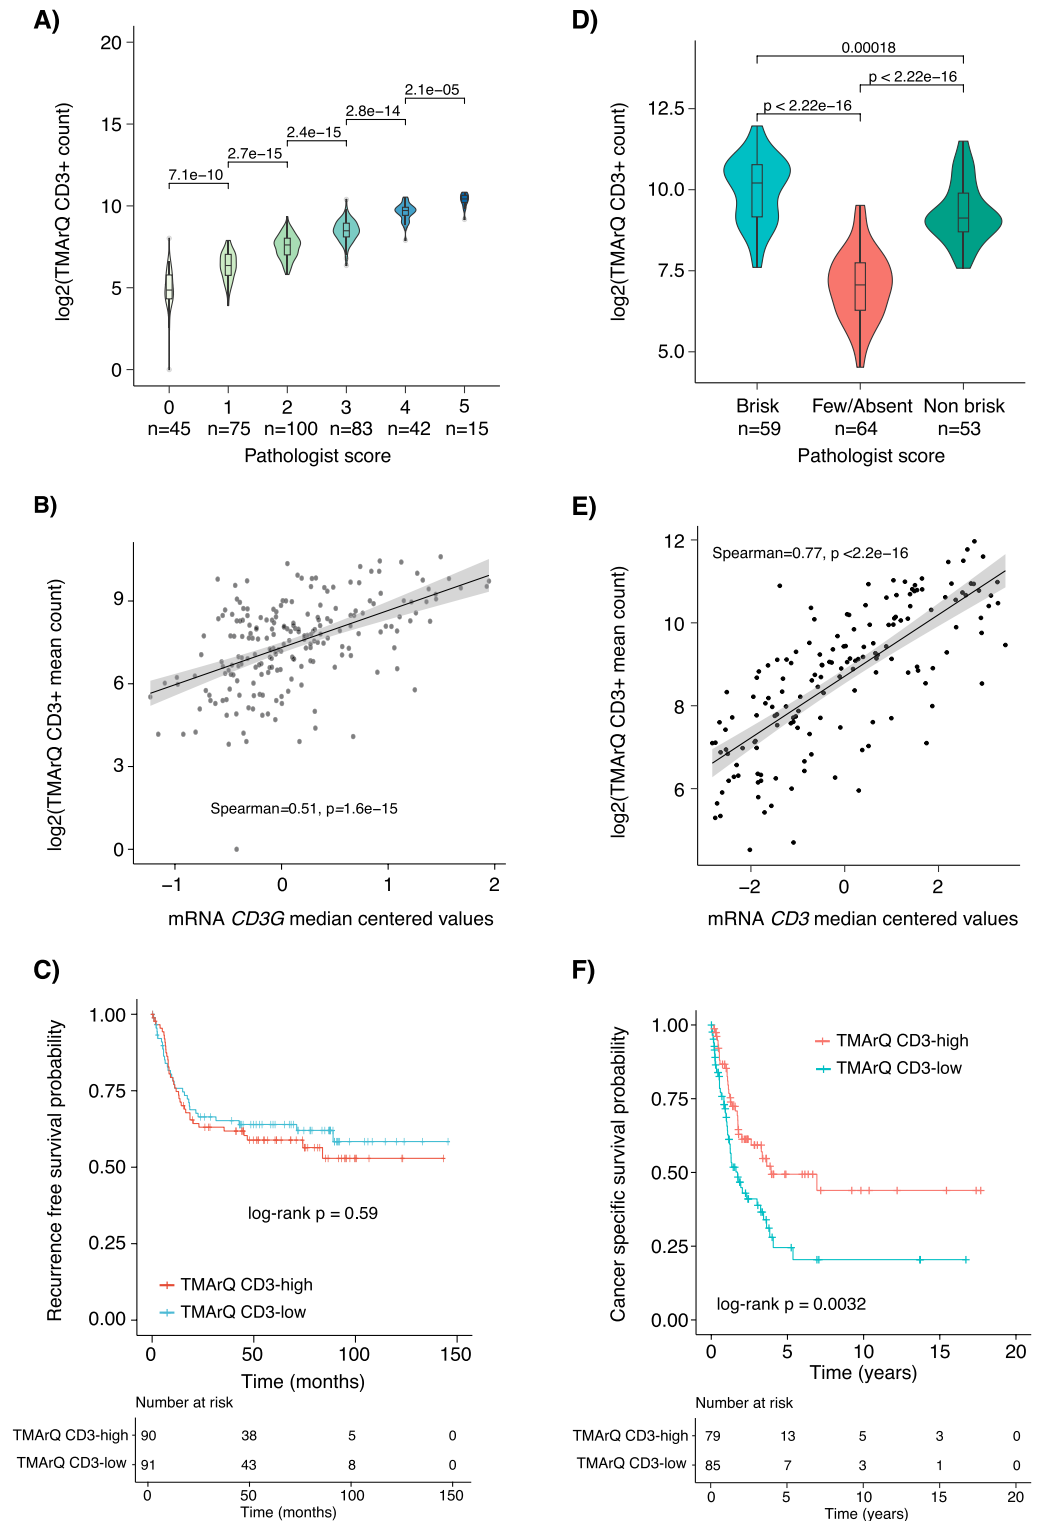 A)
log2(TMArQ CD3+ count)
20
15
10
5
0
7.1e−10
2.7e−15
2.4e−15
2.8e−14
2.1e−05
0 1 2 3 4 5
n=45 n=75 n=100 n=83 n=42 n=15
Pathologist score
D)
log2(TMArQ CD3+ count)
12.5
10.0
7.5
5.0
0.00018
p < 2.22e−16
p < 2.22e−16
Brisk Few/Absent Non brisk
n=59 n=64 n=53
Pathologist score
B)
log2(TMArQ CD3+ mean count)
9
6
3
0
Spearman=0.51, p=1.6e−15
−1 0 1 2
mRNA CD3G median centered values
E)
log2(TMArQ CD3+ mean count)
12
10
8
6
Spearman=0.77, p <2.2e−16
−2 0 2
mRNA CD3 median centered values
C)
Recurrence free survival probability
1.00
0.75
0.50
0.25
0.00
log-rank p = 0.59
TMArQ CD3-high
TMArQ CD3-low
0 50 100 150
Time (months)
Number at risk
TMArQ CD3-high 90 38 5 0
TMArQ CD3-low 91 43 8 0
0 50 100 150
Time (months)
F)
Cancer specific survival probability
1.00
0.75
0.50
0.25
0.00
TMArQ CD3-high
TMArQ CD3-low
log-rank p = 0.0032
0 5 10 15 20
Time (years)
Number at risk
TMArQ CD3-high 79 13 5 3 0
TMArQ CD3-low 85 7 3 1 0
0 5 10 15 20
Time (years)